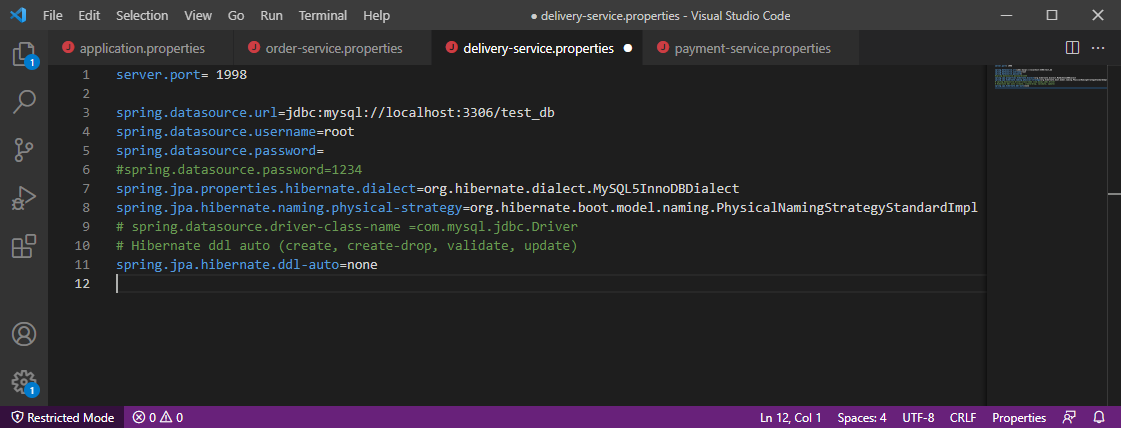 File Edit Selection View Go Run Terminal Help ● delivery-service.properties - Visual Studio Code
application.properties order-service.properties delivery-service.properties ● payment-service.properties
1 server.port= 1998
2
3 spring.datasource.url=jdbc:mysql://localhost:3306/test_db
4 spring.datasource.username=root
5 spring.datasource.password=
6 #spring.datasource.password=1234
7 spring.jpa.properties.hibernate.dialect=org.hibernate.dialect.MySQL5InnoDBDialect
8 spring.jpa.hibernate.naming.physical-strategy=org.hibernate.boot.model.naming.PhysicalNamingStrategyStandardImpl
9 # spring.datasource.driver-class-name =com.mysql.jdbc.Driver
10 # Hibernate ddl auto (create, create-drop, validate, update)
11 spring.jpa.hibernate.ddl-auto=none
12
1
1
Restricted Mode 0 0 Ln 12, Col 1 Spaces: 4 UTF-8 CRLF Properties